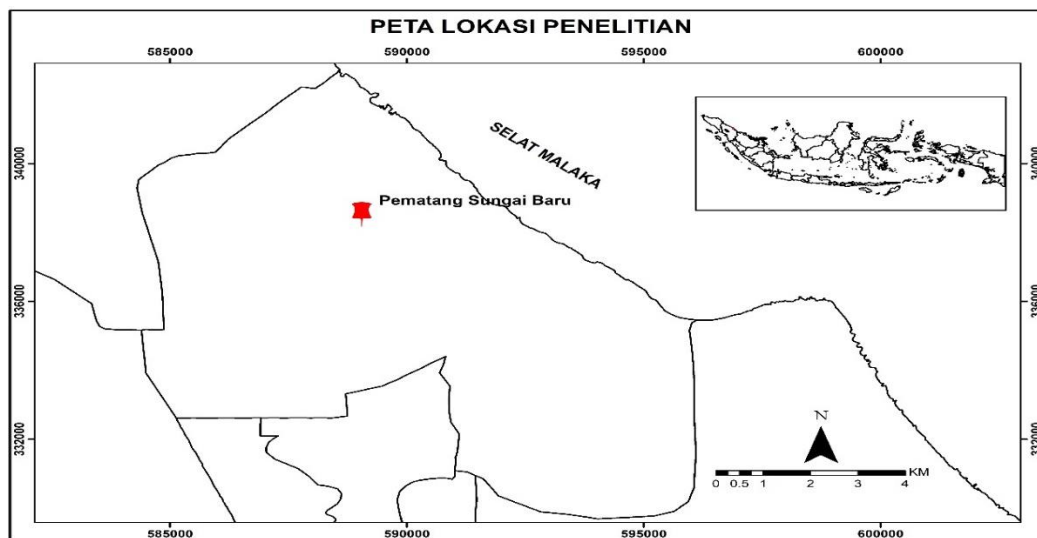 PETA LOKASI PENELITIAN
585000 590000 595000 600000
SELAT MALAKA
340000 340000
Pematang Sungai Baru
336000 336000
332000 332000
N
KM
0 0.5 1 2 3 4
585000 590000 595000 600000